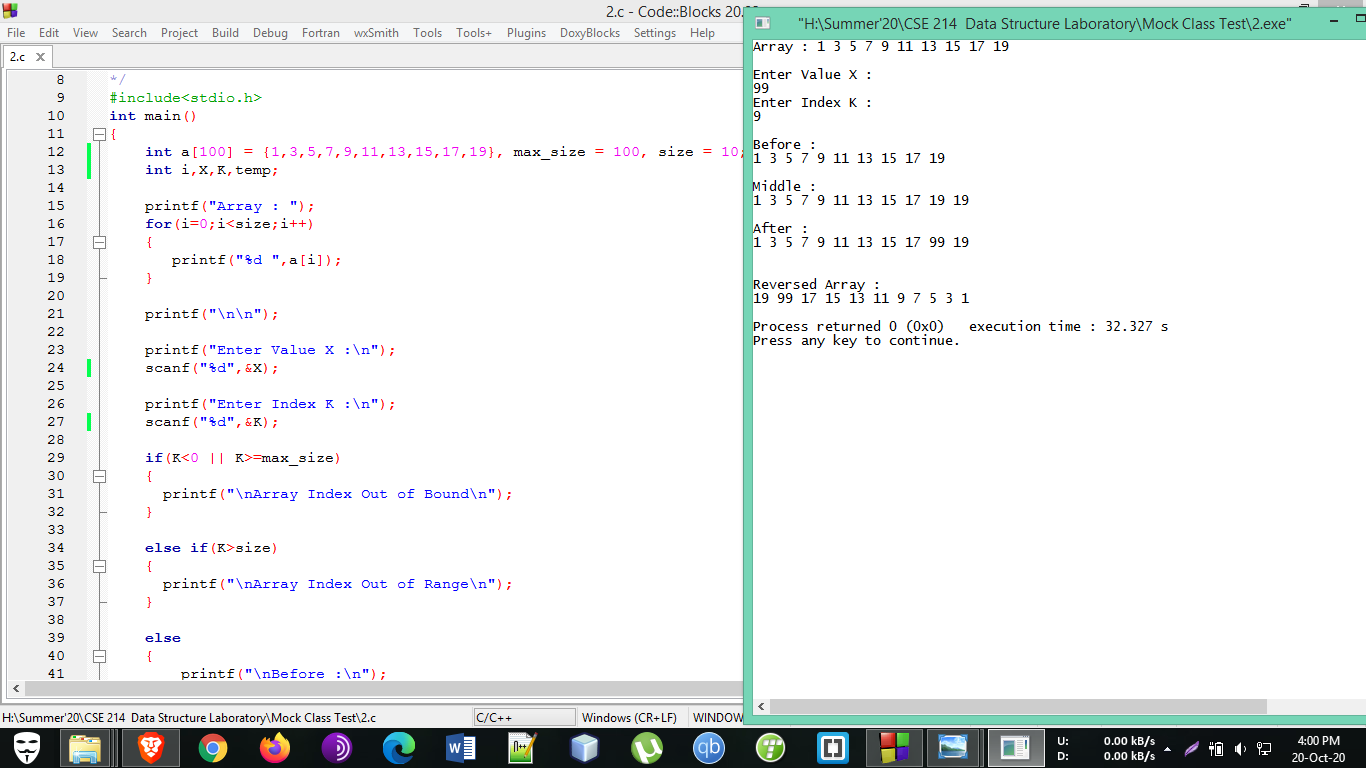 2.c - Code::Blocks 20.
File Edit View Search Project Build Debug Fortran wxSmith Tools Tools+ Plugins DoxyBlocks Settings Help
2.c
8 */
9 #include<stdio.h>
10 int main()
11 {
12 int a[100] = {1,3,5,7,9,11,13,15,17,19}, max_size = 100, size = 10;
13 int i,X,K,temp;
14
15 printf("Array : ");
16 for(i=0;i<size;i++)
17 {
18 printf("%d ",a[i]);
19 }
20
21 printf("\n\n");
22
23 printf("Enter Value X :\n");
24 scanf("%d",&X);
25
26 printf("Enter Index K :\n");
27 scanf("%d",&K);
28
29 if(K<0 || K>=max_size)
30 {
31 printf("\nArray Index Out of Bound\n");
32 }
33
34 else if(K>size)
35 {
36 printf("\nArray Index Out of Range\n");
37 }
38
39 else
40 {
41 printf("\nBefore :\n");
H:\Summer'20\CSE 214 Data Structure Laboratory\Mock Class Test\2.c C/C++ Windows (CR+LF) WINDOW
"H:\Summer'20\CSE 214 Data Structure Laboratory\Mock Class Test\2.exe"
Array : 1 3 5 7 9 11 13 15 17 19
Enter Value X :
99
Enter Index K :
9
Before :
1 3 5 7 9 11 13 15 17 19
Middle :
1 3 5 7 9 11 13 15 17 19 19
After :
1 3 5 7 9 11 13 15 17 99 19
Reversed Array :
19 99 17 15 13 11 9 7 5 3 1
Process returned 0 (0x0) execution time : 32.327 s
Press any key to continue.
U: 0.00 kB/s
D: 0.00 kB/s
4:00 PM
20-Oct-20